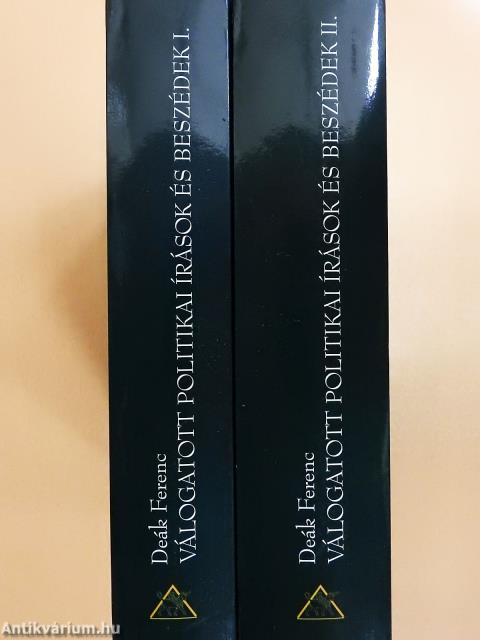 Deák Ferenc
VÁLOGATOTT POLITIKAI ÍRÁSOK ÉS BESZÉDEK I.
Deák Ferenc
VÁLOGATOTT POLITIKAI ÍRÁSOK ÉS BESZÉDEK II.
Antikvárium.hu